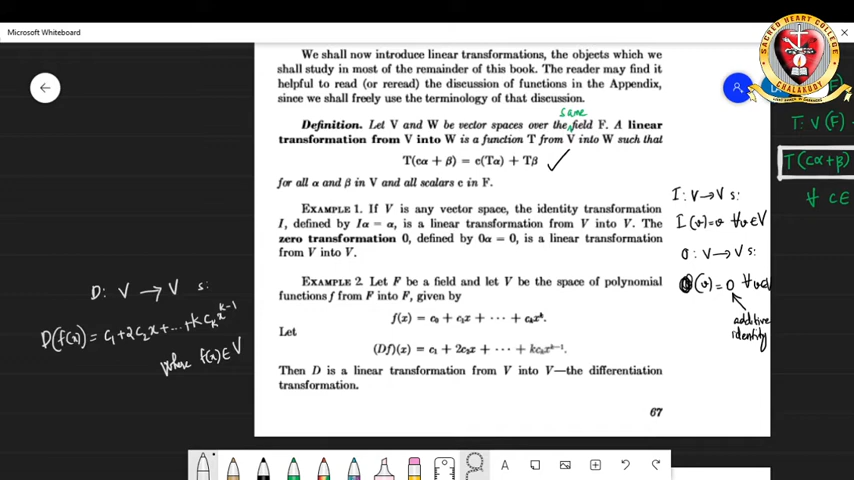 Microsoft Whiteboard
SACRED HEART COLLEGE
CHALAKUDY
We shall now introduce linear transformations, the objects which we
shall study in most of the remainder of this book. The reader may find it
helpful to read (or reread) the discussion of functions in the Appendix,
since we shall freely use the terminology of that discussion.
same
Definition. Let V and W be vector spaces over the field F. A linear
transformation from V into W is a function T from V into W such that
T(cα + β) = c(Tα) + Tβ
for all α and β in V and all scalars c in F.
EXAMPLE 1. If V is any vector space, the identity transformation
I, defined by Iα = α, is a linear transformation from V into V. The
zero transformation 0, defined by 0α = 0, is a linear transformation
from V into V.
EXAMPLE 2. Let F be a field and let V be the space of polynomial
functions f from F into F, given by
f(x) = c₀ + c₁x + ··· + cₖxᵏ.
Let
(Df)(x) = c₁ + 2c₂x + ··· + kcₖxᵏ⁻¹.
Then D is a linear transformation from V into V—the differentiation
transformation.
67
D: V → V s:
D(f(x)) = c₁+2c₂x+...+k cₖxᵏ⁻¹
where f(x)∈V
T: V(F)
T(cα+β)
∀ c∈
I: V→V s:
I(v)=v ∀v∈V
0: V→V s:
0(v)=0 ∀v∈V
additive
identity
A